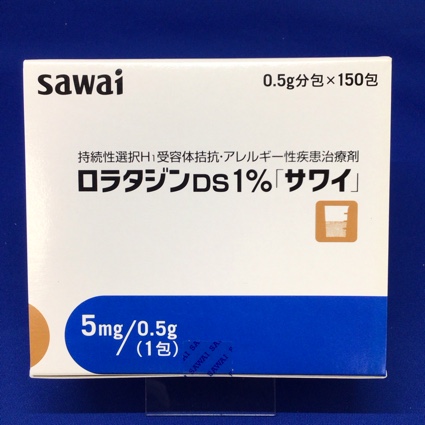 sawai
0.5g分包×150包
持続性選択H1受容体拮抗・アレルギー性疾患治療剤
ロラタジンDS1%「サワイ」
5mg/0.5g
(1包)
SAWAI
SAWAI